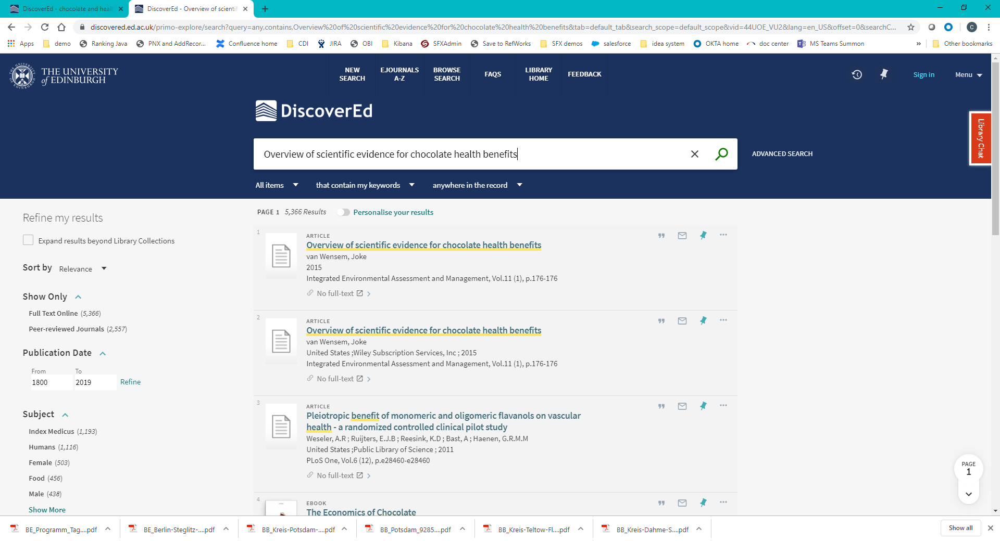 DiscoverEd - chocolate and healt
DiscoverEd - Overview of scientif
discovered.ed.ac.uk/primo-explore/search?query=any,contains,Overview%20of%20scientific%20evidence%20for%20chocolate%20health%20benefits&tab=default_tab&search_scope=default_scope&vid=44UOE_VU2&lang=en_US&offset=0&searchC...
C
Apps
demo
Ranking Java
PNX and AddRecor...
Confluence home
CDI
JIRA
OBI
Kibana
SFXAdmin
Save to RefWorks
SFX demos
salesforce
idea system
OKTA home
doc center
MS Teams Summon
»
Other bookmarks
THE UNIVERSITY
of EDINBURGH
NEW
SEARCH
EJOURNALS
A-Z
BROWSE
SEARCH
FAQS
LIBRARY
HOME
FEEDBACK
Sign in
Menu
DiscoverEd
Library Chat
Overview of scientific evidence for chocolate health benefits
ADVANCED SEARCH
All items
that contain my keywords
anywhere in the record
Refine my results
Expand results beyond Library Collections
Sort by Relevance
Show Only
Full Text Online (5,366)
Peer-reviewed Journals (2,557)
Publication Date
From To
1800 2019 Refine
Subject
Index Medicus (1,193)
Humans (1,116)
Female (503)
Food (456)
Male (438)
Show More
PAGE 1 5,366 Results Personalise your results
1
ARTICLE
Overview of scientific evidence for chocolate health benefits
van Wensem, Joke
2015
Integrated Environmental Assessment and Management, Vol.11 (1), p.176-176
No full-text
2
ARTICLE
Overview of scientific evidence for chocolate health benefits
van Wensem, Joke
United States ;Wiley Subscription Services, Inc ; 2015
Integrated Environmental Assessment and Management, Vol.11 (1), p.176-176
No full-text
3
ARTICLE
Pleiotropic benefit of monomeric and oligomeric flavanols on vascular
health - a randomized controlled clinical pilot study
Weseler, A.R ; Ruijters, E.J.B ; Reesink, K.D ; Bast, A ; Haenen, G.R.M.M
United States ;Public Library of Science ; 2011
PLoS One, Vol.6 (12), p.e28460-e28460
No full-text
4
EBOOK
The Economics of Chocolate
PAGE
1
BE_Programm_Tag....pdf
BE_Berlin-Steglitz-....pdf
BB_Kreis-Potsdam-....pdf
BB_Potsdam_9285....pdf
BB_Kreis-Teltow-Fl....pdf
BB_Kreis-Dahme-S....pdf
Show all